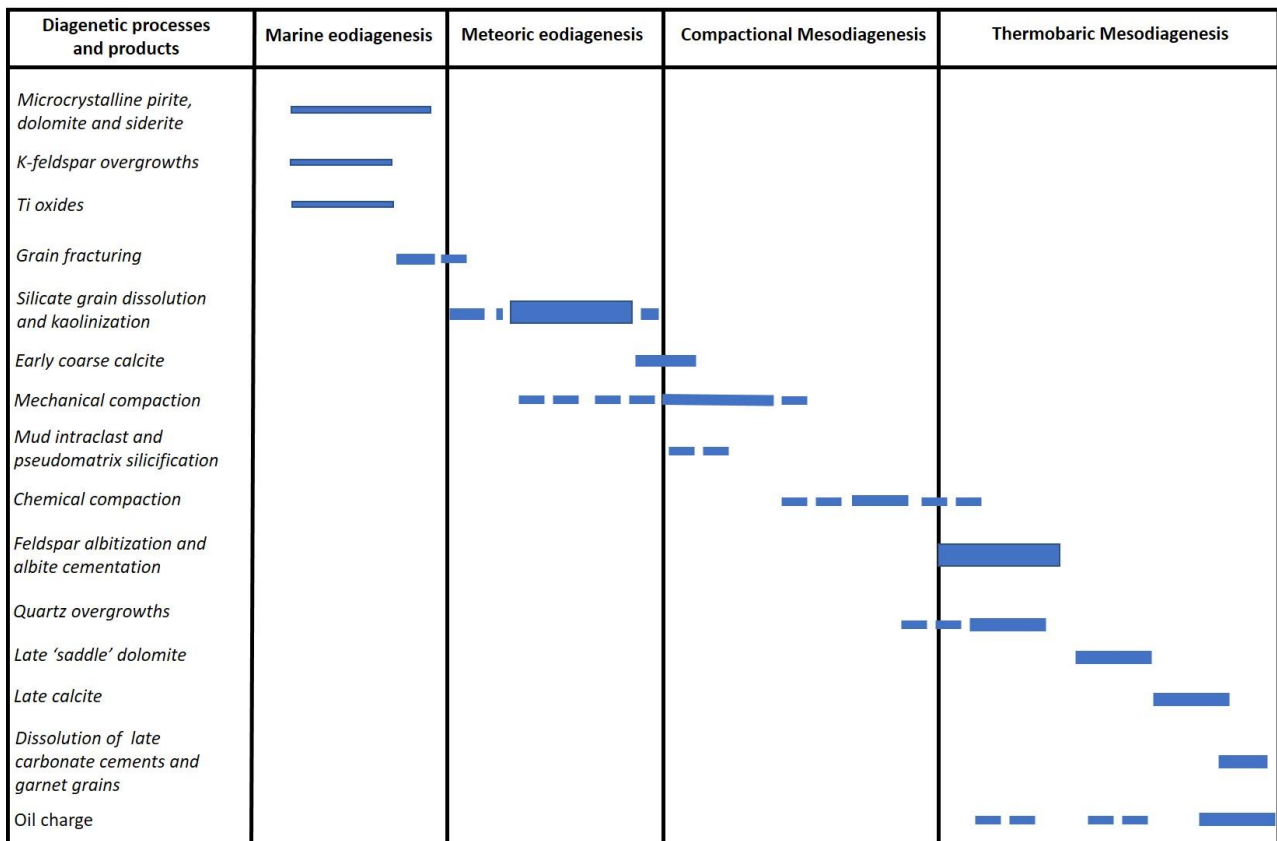 Diagenetic processes
and products
Marine eodiagenesis
Meteoric eodiagenesis
Compactional Mesodiagenesis
Thermobaric Mesodiagenesis
Microcrystalline pirite,
dolomite and siderite
K-feldspar overgrowths
Ti oxides
Grain fracturing
Silicate grain dissolution
and kaolinization
Early coarse calcite
Mechanical compaction
Mud intraclast and
pseudomatrix silicification
Chemical compaction
Feldspar albitization and
albite cementation
Quartz overgrowths
Late ‘saddle’ dolomite
Late calcite
Dissolution of late
carbonate cements and
garnet grains
Oil charge